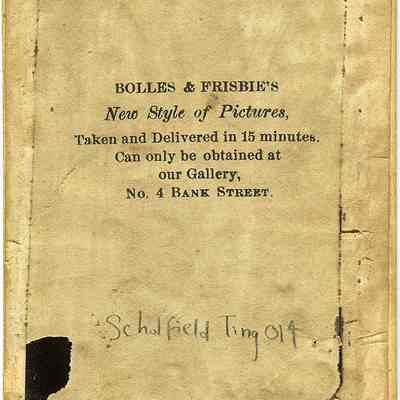 BOLLES & FRISBIE'S
New Style of Pictures,
Taken and Delivered in 15 minutes.
Can only be obtained at
our Gallery,
No. 4 BANK STREET.
Scholfield Ting 014